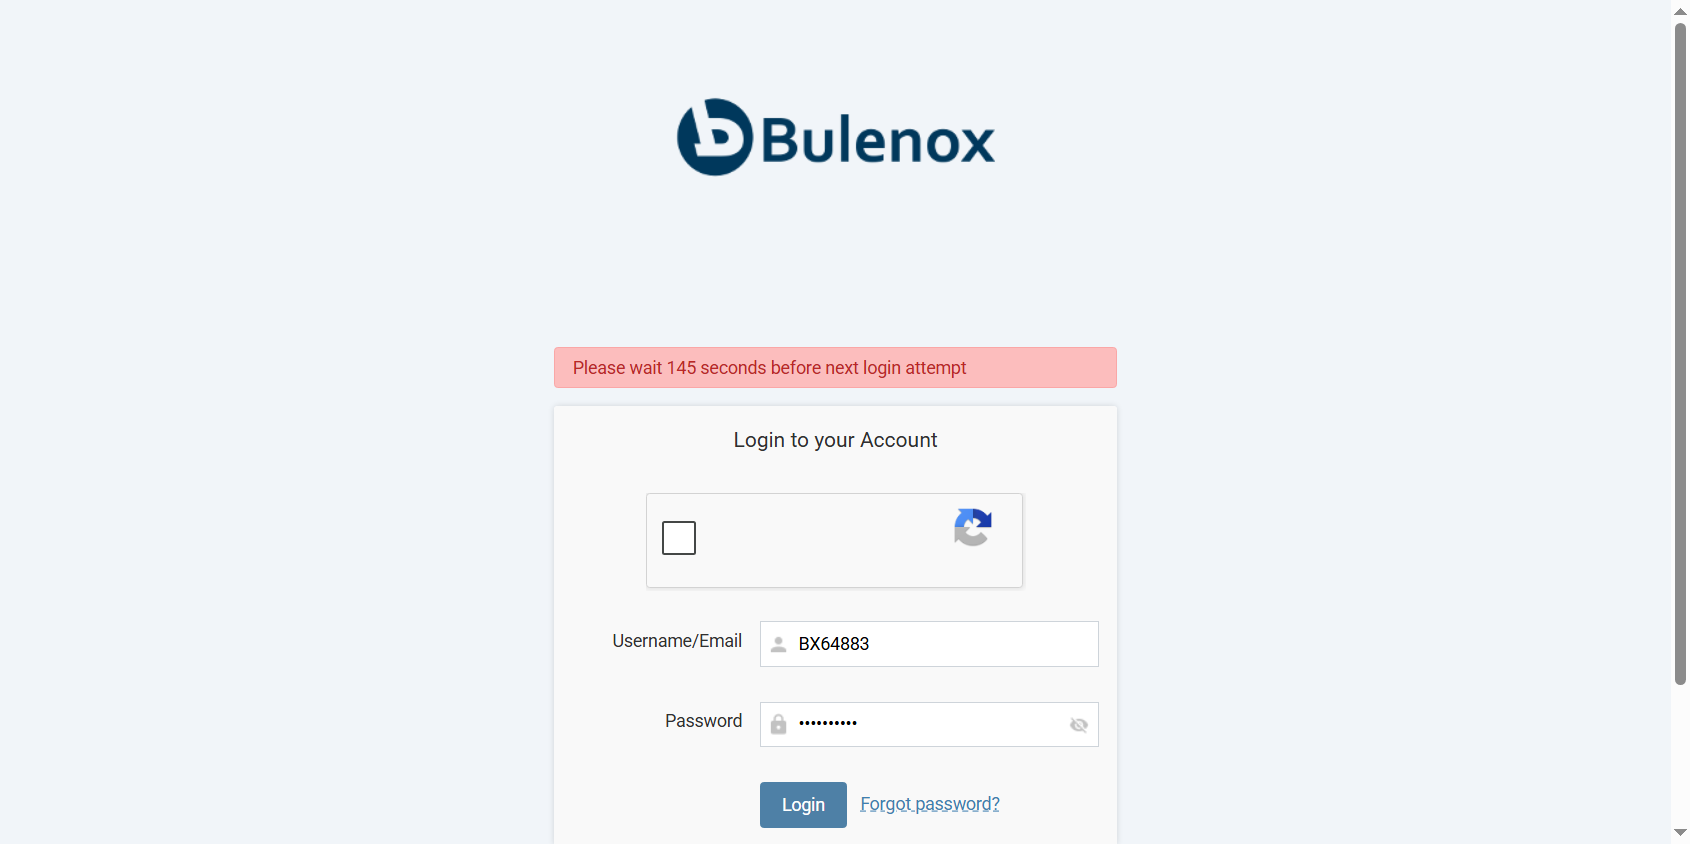 Bulenox
Please wait 145 seconds before next login attempt
Login to your Account
Username/Email
BX64883
Password
••••••••••
Login
Forgot password?